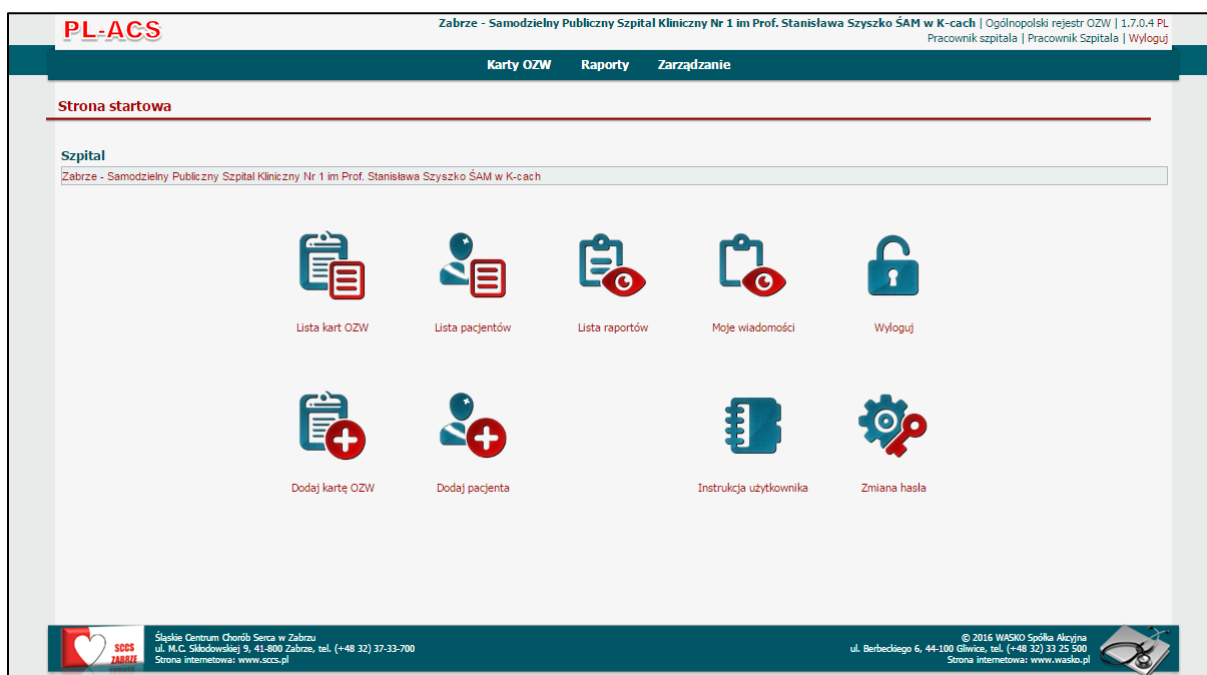 PL-ACS
Zabrze - Samodzielny Publiczny Szpital Kliniczny Nr 1 im Prof. Stanisława Szyszko ŚAM w K-cach | Ogólnopolski rejestr OZW | 1.7.0.4 PL
Pracownik szpitala | Pracownik Szpitala | Wyloguj
Karty OZW Raporty Zarządzanie
Strona startowa
Szpital
Zabrze - Samodzielny Publiczny Szpital Kliniczny Nr 1 im Prof. Stanisława Szyszko ŚAM w K-cach
Lista kart OZW Lista pacjentów Lista raportów Moje wiadomości Wyloguj
Dodaj kartę OZW Dodaj pacjenta Instrukcja użytkownika Zmiana hasła
SCCS
ZABRZE
Śląskie Centrum Chorób Serca w Zabrzu
ul. M.C. Skłodowskiej 9, 41-800 Zabrze, tel. (+48 32) 37-33-700
Strona internetowa: www.sccs.pl
© 2016 WASKO Spółka Akcyjna
ul. Berbeckiego 6, 44-100 Gliwice, tel. (+48 32) 33 25 500
Strona internetowa: www.wasko.pl